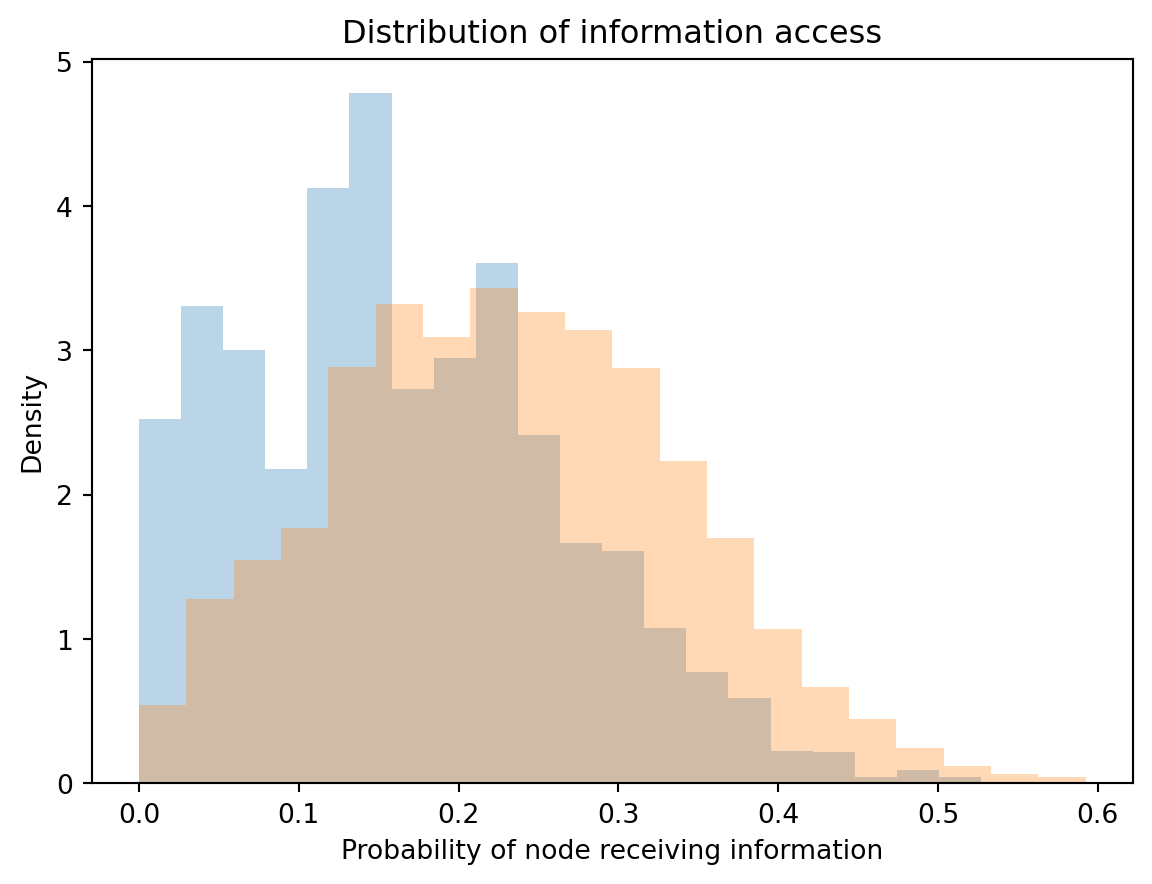 Distribution of information access
5
4
3
2
1
0
Density
0.0 0.1 0.2 0.3 0.4 0.5 0.6
Probability of node receiving information